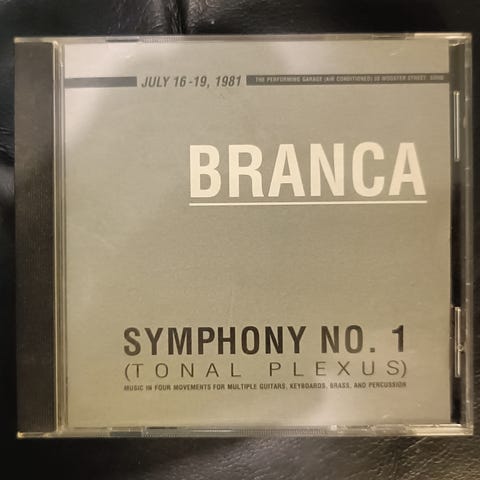 JULY 16-19, 1981 THE PERFORMING GARAGE (AIR CONDITIONED) 33 WOOSTER STREET SOHO
BRANCA
SYMPHONY NO. 1
(TONAL PLEXUS)
MUSIC IN FOUR MOVEMENTS FOR MULTIPLE GUITARS, KEYBOARDS, BRASS, AND PERCUSSION